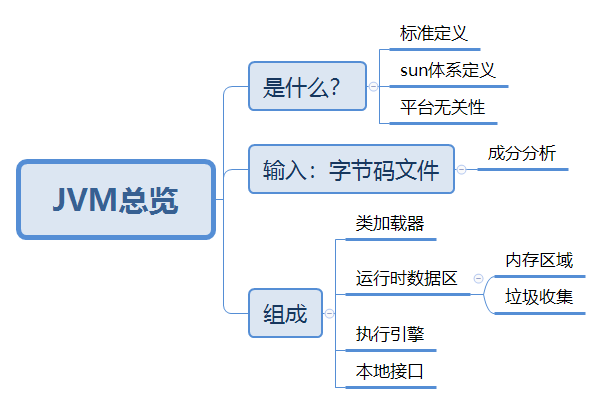 JVM总览
是什么？
标准定义
sun体系定义
平台无关性
输入：字节码文件
成分分析
组成
类加载器
运行时数据区
内存区域
垃圾收集
执行引擎
本地接口